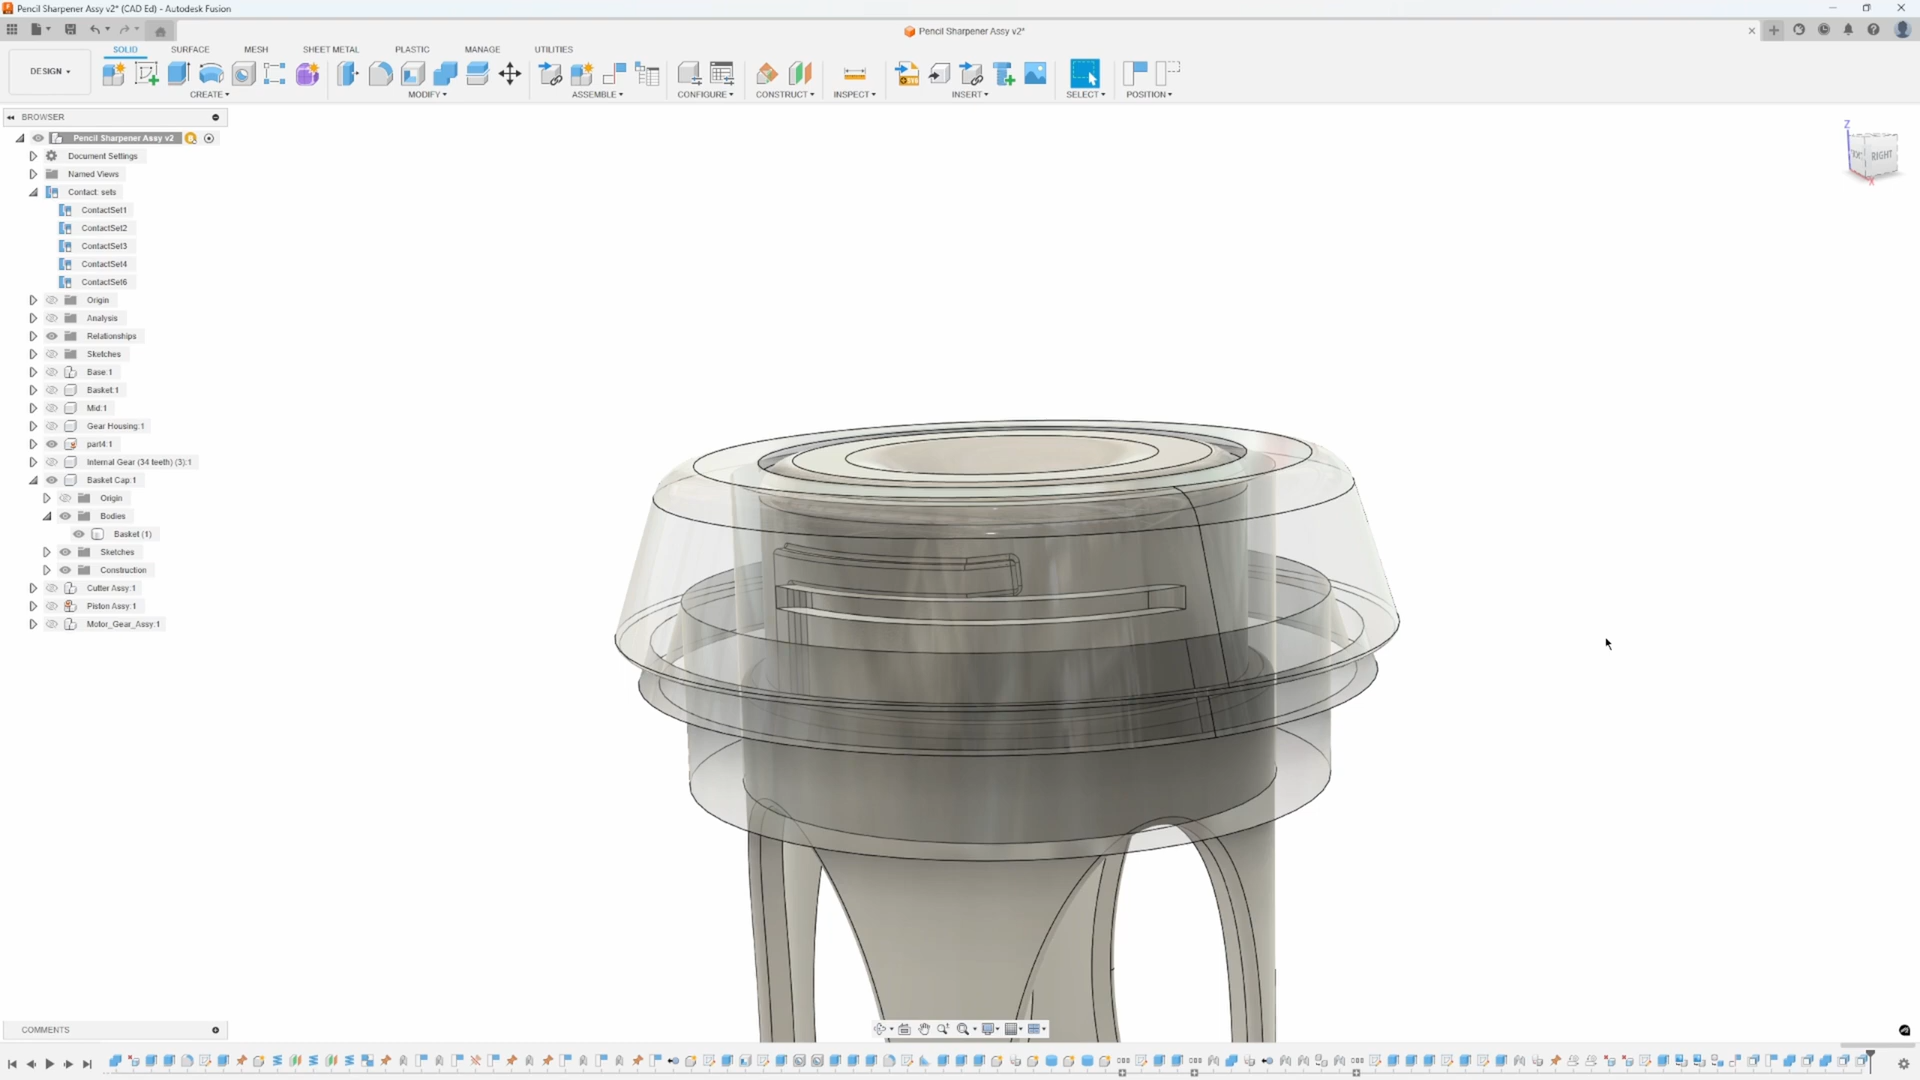 Pencil Sharpener Assy v2* (CAD Ed) - Autodesk Fusion
Pencil Sharpener Assy v2*
SOLID SURFACE MESH SHEET METAL PLASTIC MANAGE UTILITIES
DESIGN
CREATE MODIFY ASSEMBLE CONFIGURE CONSTRUCT INSPECT INSERT SELECT POSITION
BROWSER
Pencil Sharpener Assy v2
Document Settings
Named Views
Contact: sets
ContactSet1
ContactSet2
ContactSet3
ContactSet4
ContactSet6
Origin
Analysis
Relationships
Sketches
Base:1
Basket:1
Mid:1
Gear Housing:1
part4:1
Internal Gear (34 teeth) (3):1
Basket Cap:1
Origin
Bodies
Basket (1)
Sketches
Construction
Cutter Assy:1
Piston Assy:1
Motor_Gear_Assy:1
Z
RIGHT
X
COMMENTS